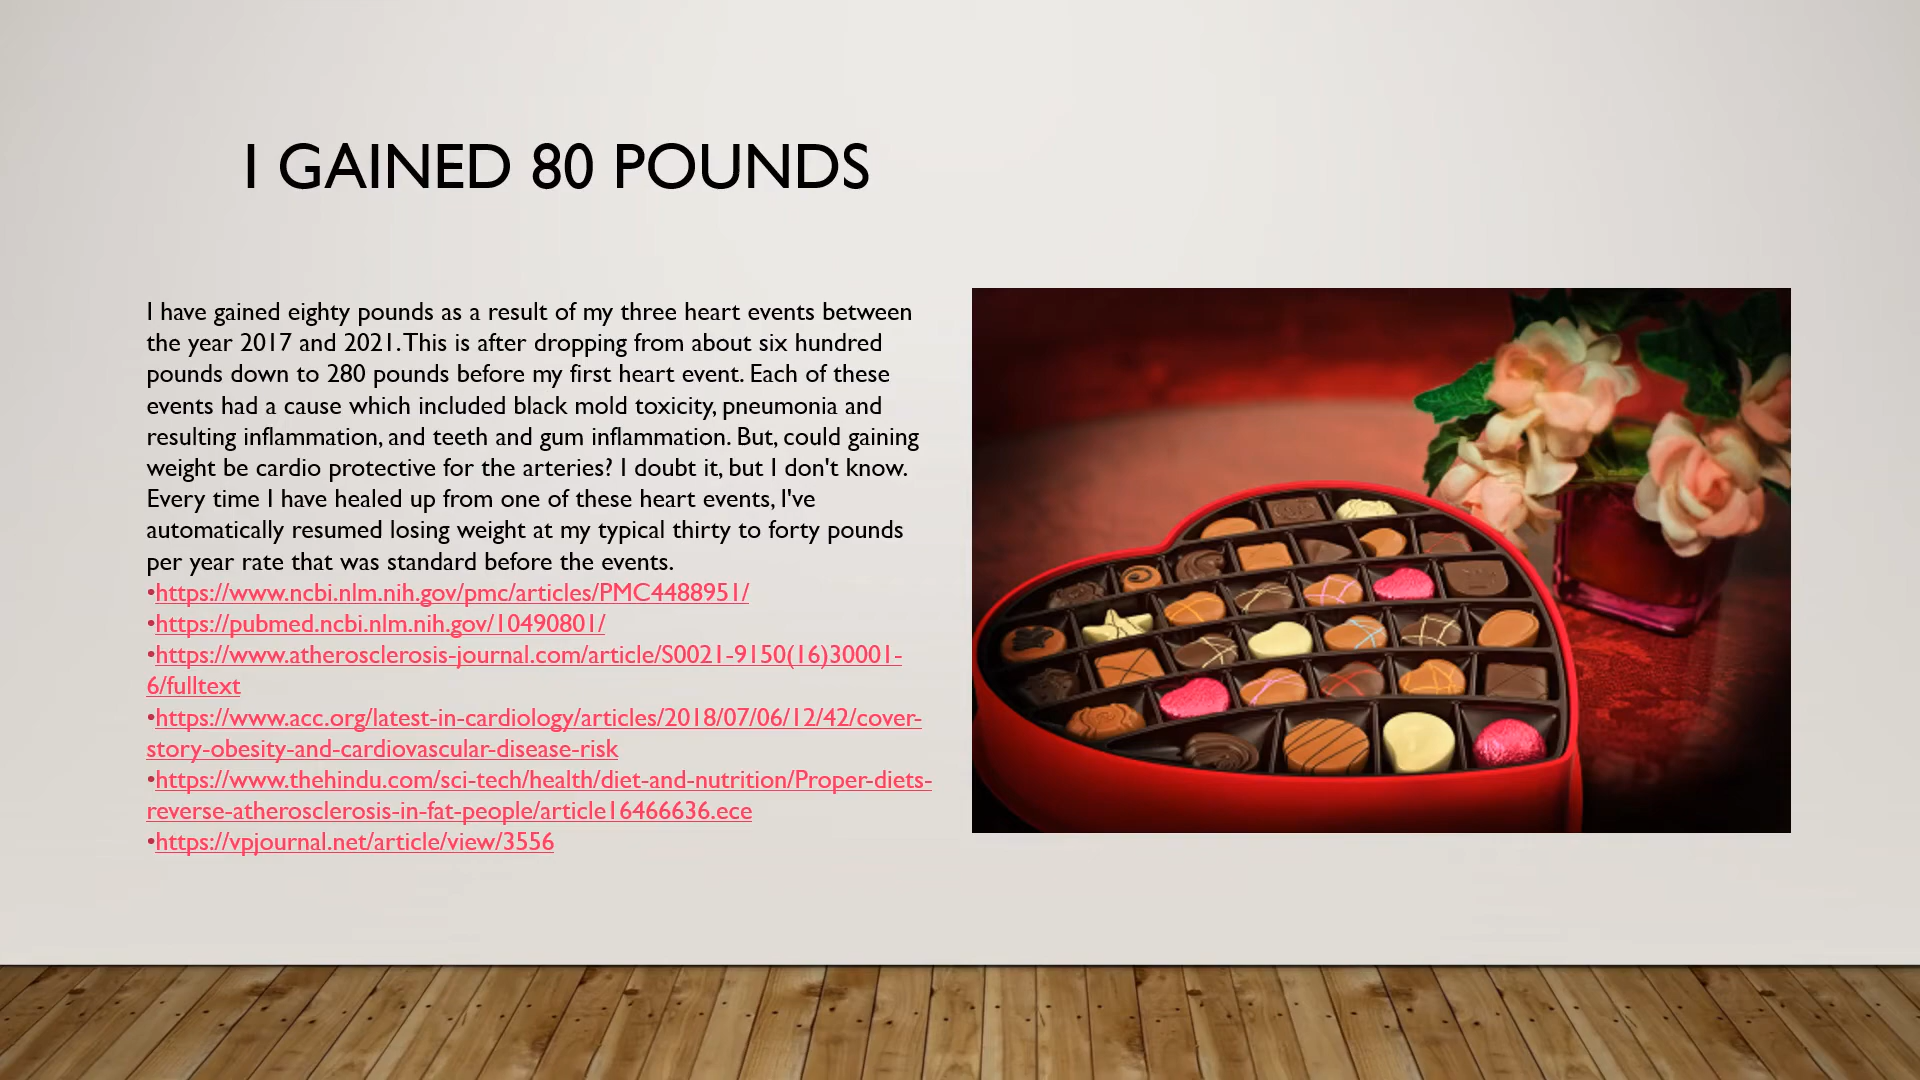 I GAINED 80 POUNDS
I have gained eighty pounds as a result of my three heart events between
the year 2017 and 2021. This is after dropping from about six hundred
pounds down to 280 pounds before my first heart event. Each of these
events had a cause which included black mold toxicity, pneumonia and
resulting inflammation, and teeth and gum inflammation. But, could gaining
weight be cardio protective for the arteries? I doubt it, but I don't know.
Every time I have healed up from one of these heart events, I've
automatically resumed losing weight at my typical thirty to forty pounds
per year rate that was standard before the events.
•https://www.ncbi.nlm.nih.gov/pmc/articles/PMC4488951/
•https://pubmed.ncbi.nlm.nih.gov/10490801/
•https://www.atherosclerosis-journal.com/article/S0021-9150(16)30001-
6/fulltext
•https://www.acc.org/latest-in-cardiology/articles/2018/07/06/12/42/cover-
story-obesity-and-cardiovascular-disease-risk
•https://www.thehindu.com/sci-tech/health/diet-and-nutrition/Proper-diets-
reverse-atherosclerosis-in-fat-people/article16466636.ece
•https://vpjournal.net/article/view/3556